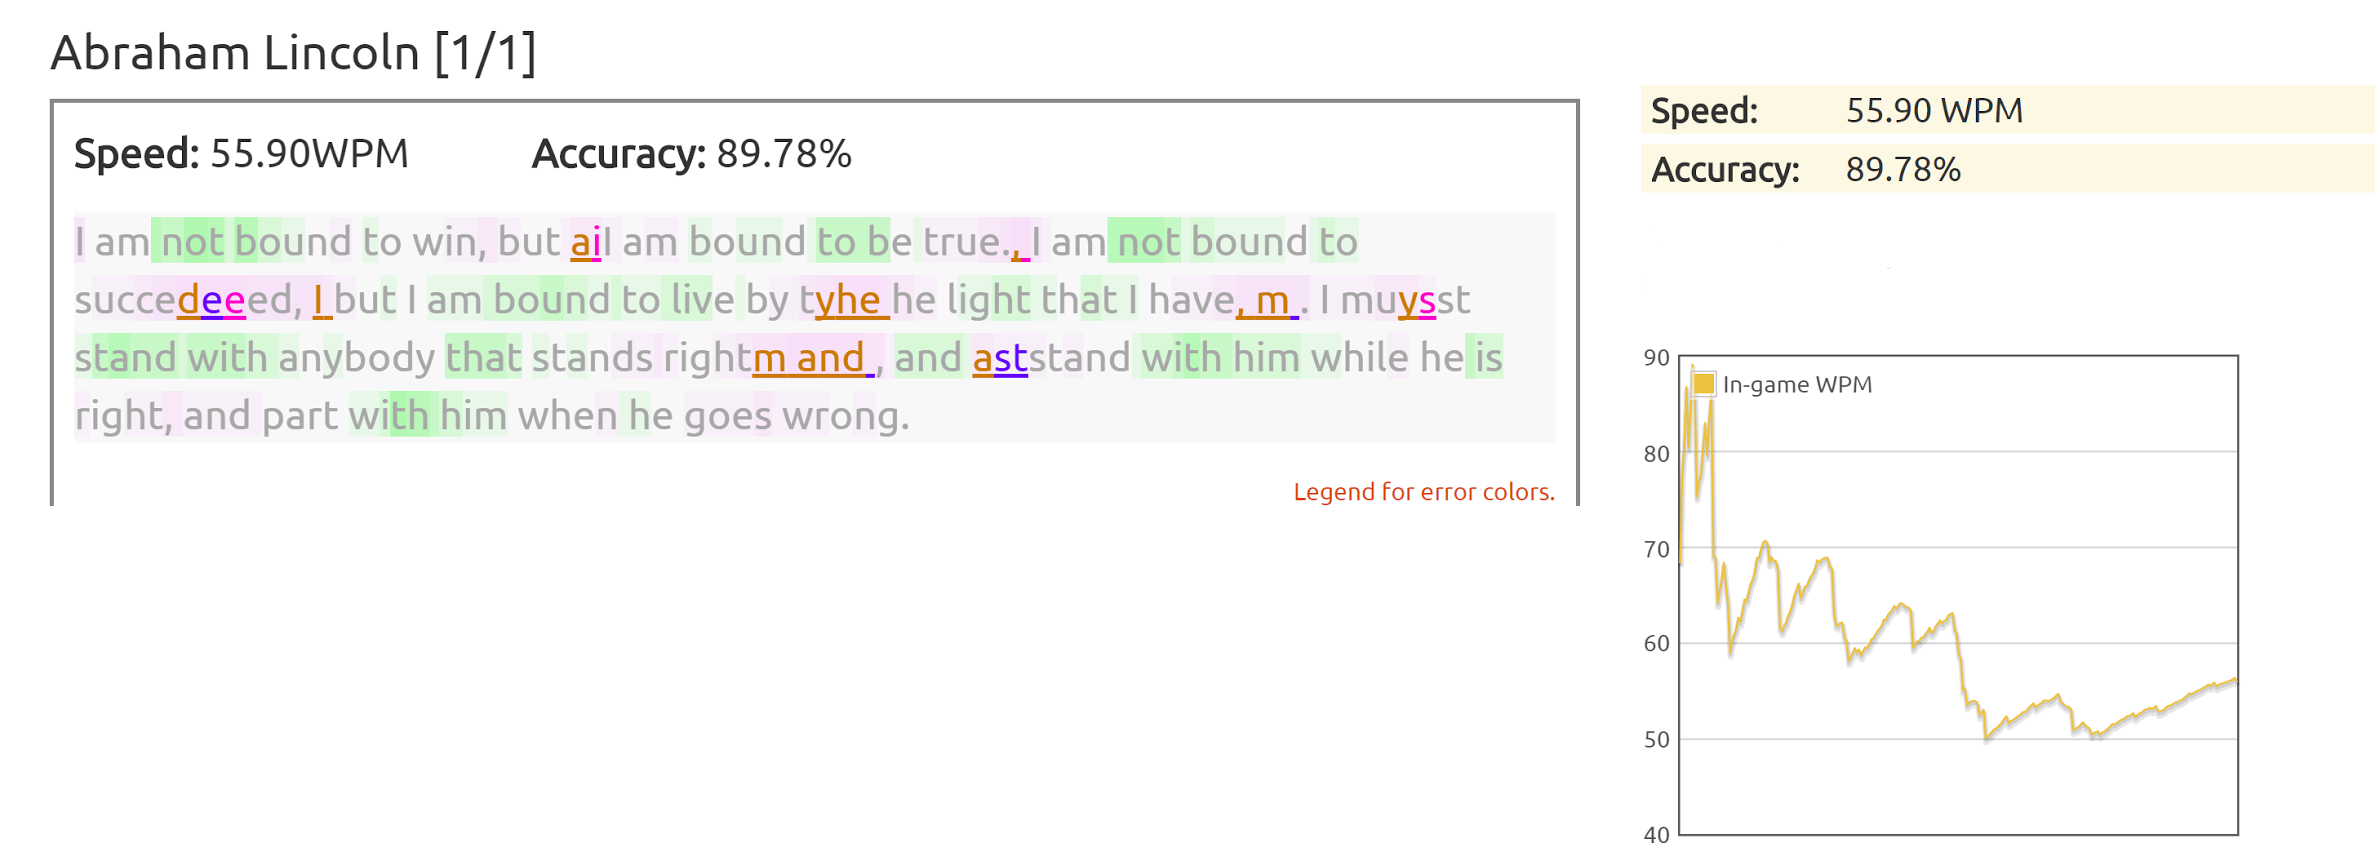 Abraham Lincoln [1/1]
Speed: 55.90WPM Accuracy: 89.78%
I am not bound to win, but aiI am bound to be true.., I am not bound to
succedeeeed, I but I am bound to live by tyhe he light that I have, m . I muysst
stand with anybody that stands rightm and , and aststand with him while he is
right, and part with him when he goes wrong.
Legend for error colors.
Speed: 55.90 WPM
Accuracy: 89.78%
In-game WPM
90
80
70
60
50
40